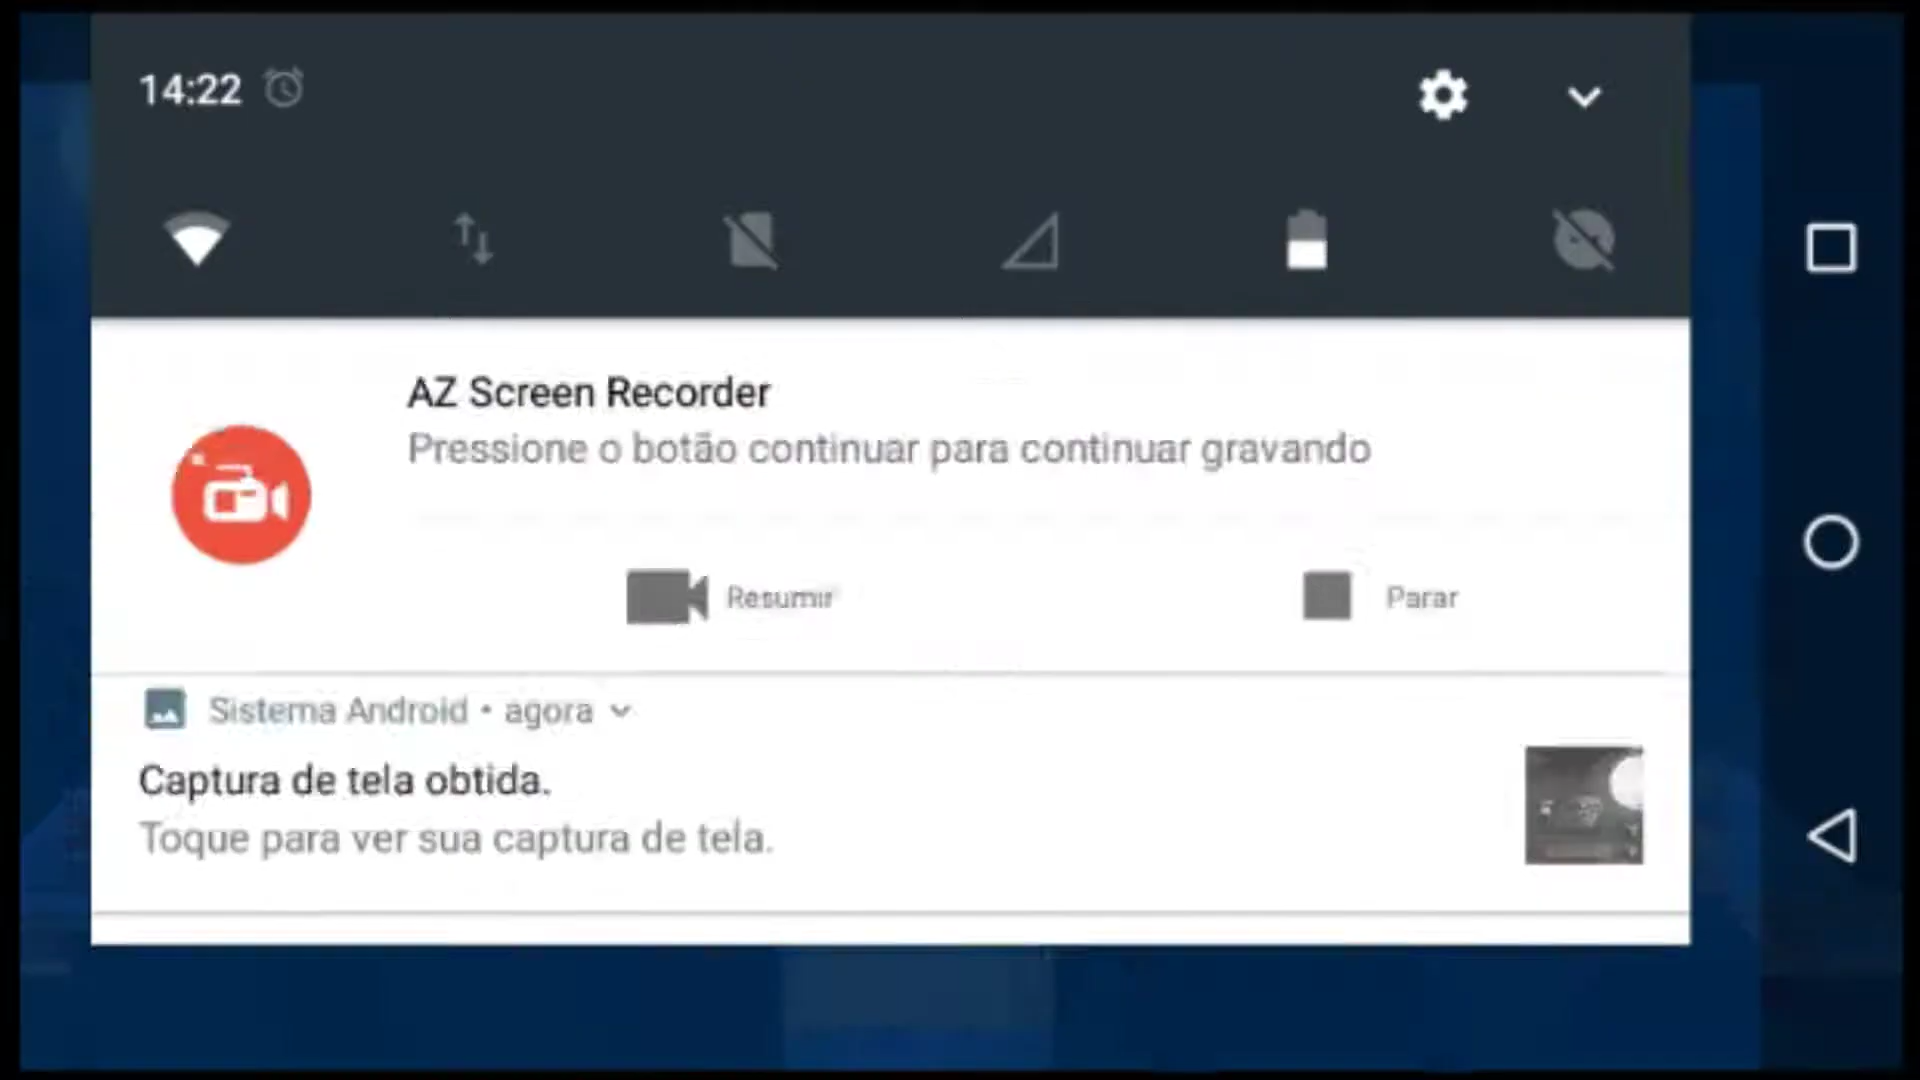 14:22
AZ Screen Recorder
Pressione o botão continuar para continuar gravando
Resumir
Parar
Sistema Android • agora
Captura de tela obtida.
Toque para ver sua captura de tela.